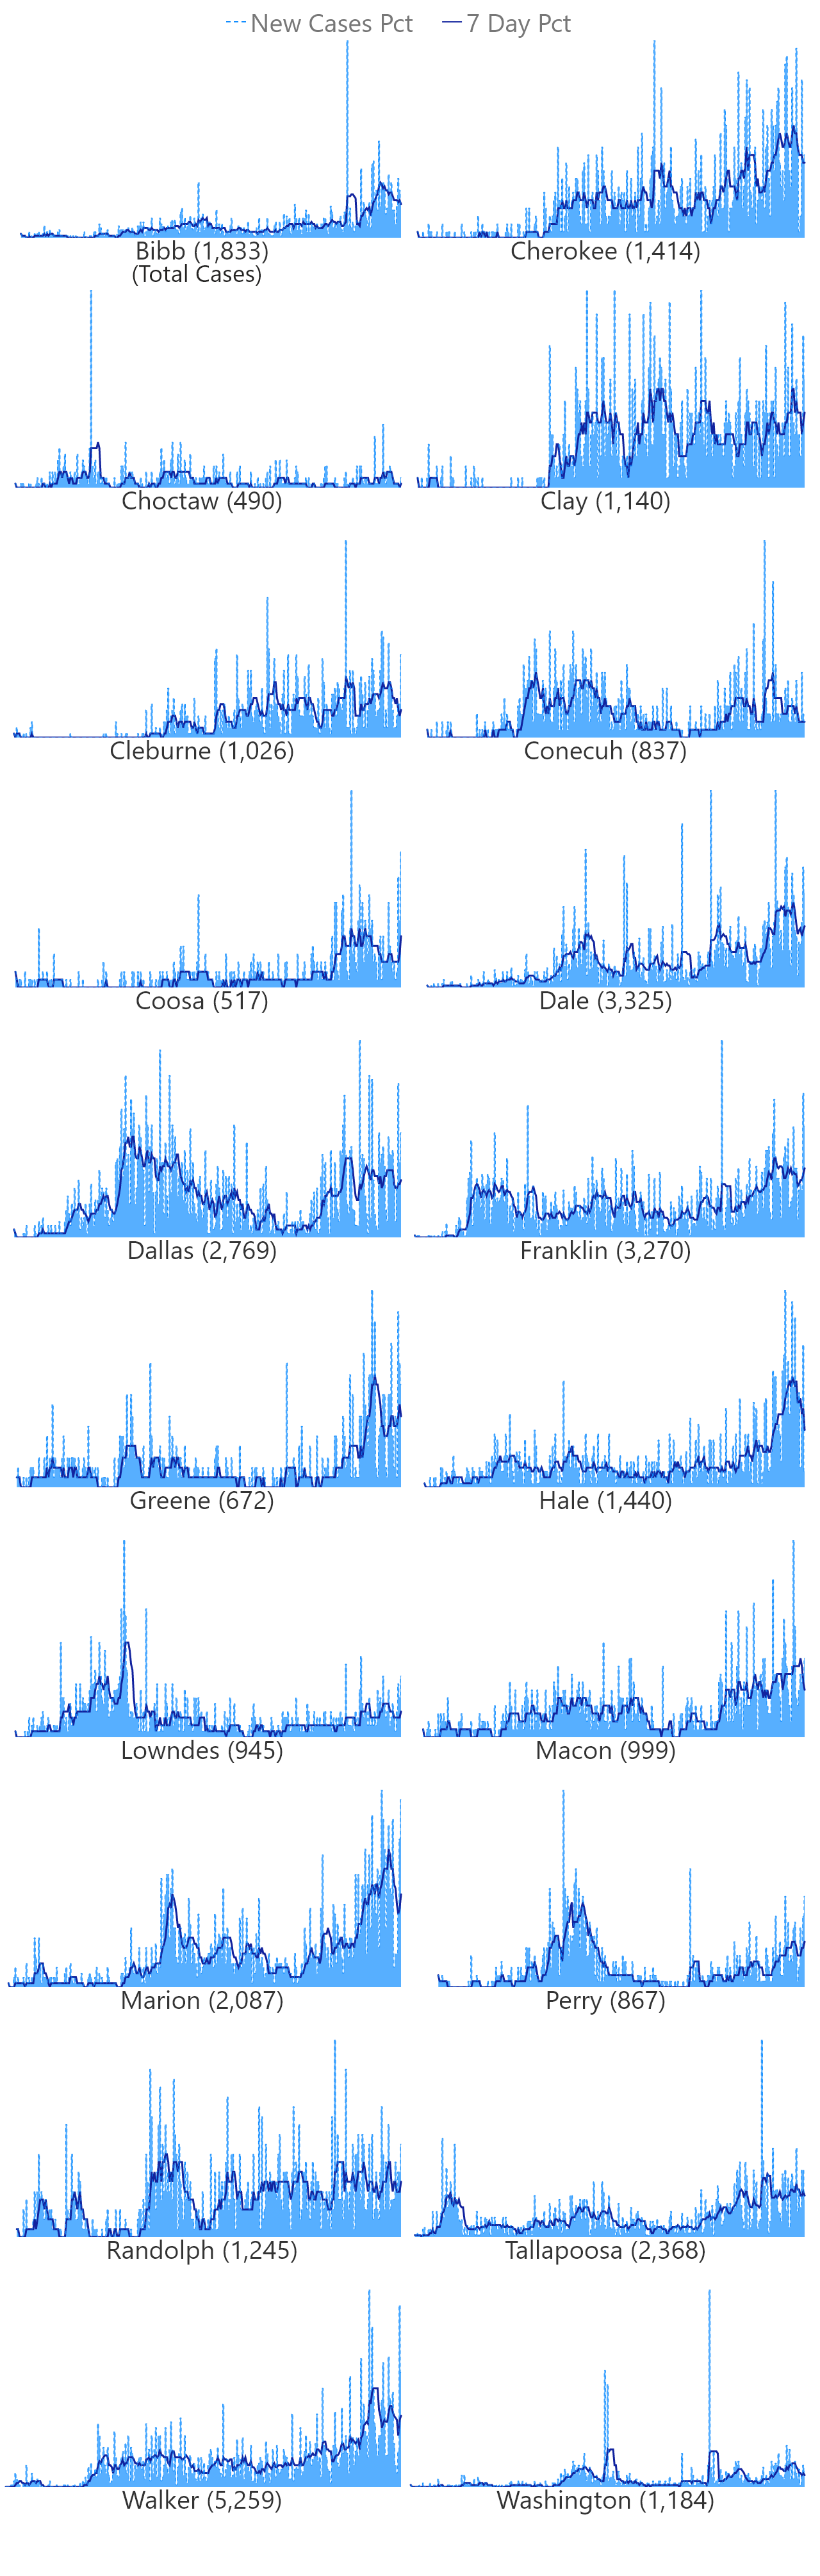 New Cases Pct 7 Day Pct
Bibb (1,833) Cherokee (1,414)
(Total Cases)
Choctaw (490) Clay (1,140)
Cleburne (1,026) Conecuh (837)
Coosa (517) Dale (3,325)
Dallas (2,769) Franklin (3,270)
Greene (672) Hale (1,440)
Lowndes (945) Macon (999)
Marion (2,087) Perry (867)
Randolph (1,245) Tallapoosa (2,368)
Walker (5,259) Washington (1,184)